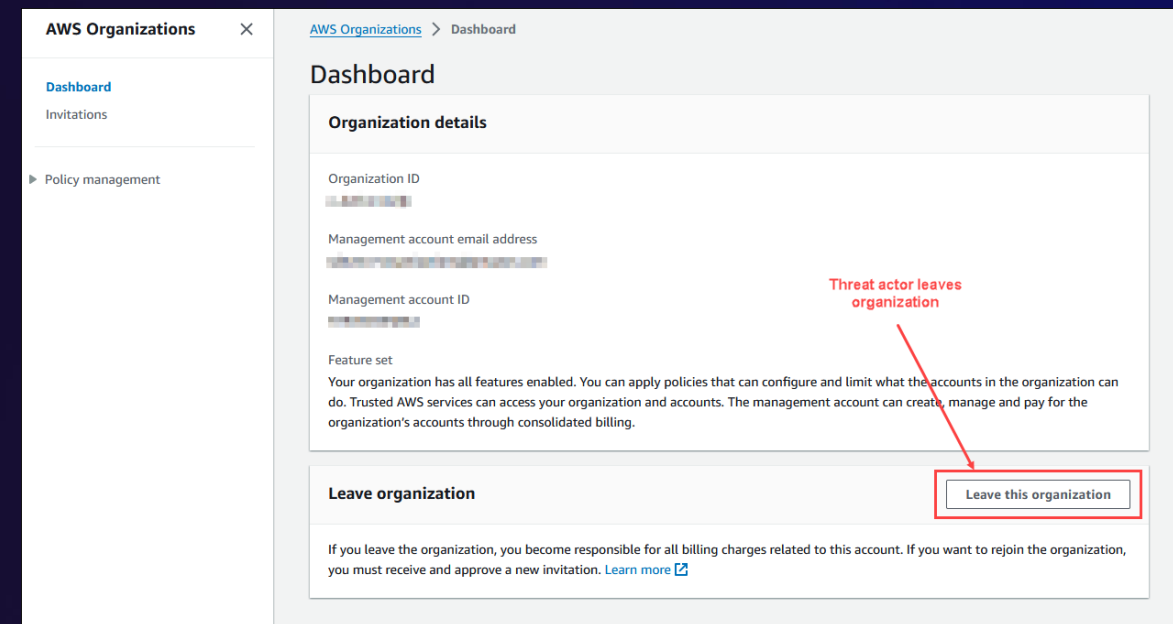 AWS Organizations
Dashboard
Invitations
Policy management
AWS Organizations > Dashboard
Dashboard
Organization details
Organization ID
Management account email address
Management account ID
Feature set
Your organization has all features enabled. You can apply policies that can configure and limit what the accounts in the organization can
do. Trusted AWS services can access your organization and accounts. The management account can create, manage and pay for the
organization's accounts through consolidated billing.
Threat actor leaves
organization
Leave organization
Leave this organization
If you leave the organization, you become responsible for all billing charges related to this account. If you want to rejoin the organization,
you must receive and approve a new invitation. Learn more